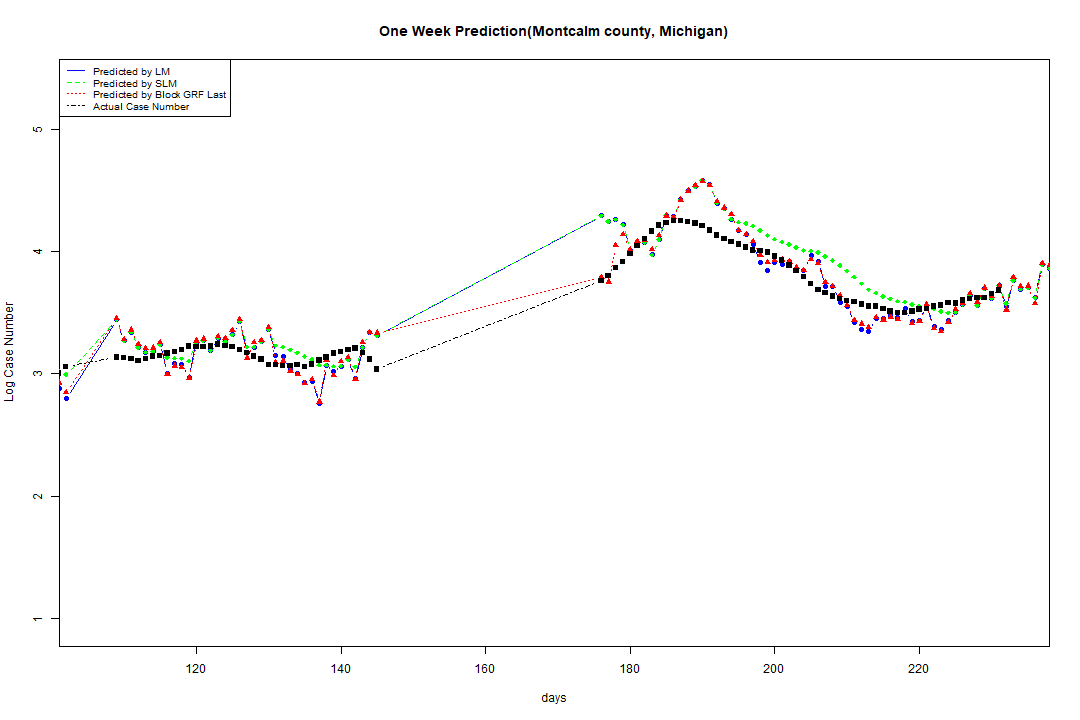 One Week Prediction(Montcalm county, Michigan)
Predicted by LM
Predicted by SLM
Predicted by Block GRF Last
Actual Case Number
5
4
3
2
1
Log Case Number
120 140 160 180 200 220
days